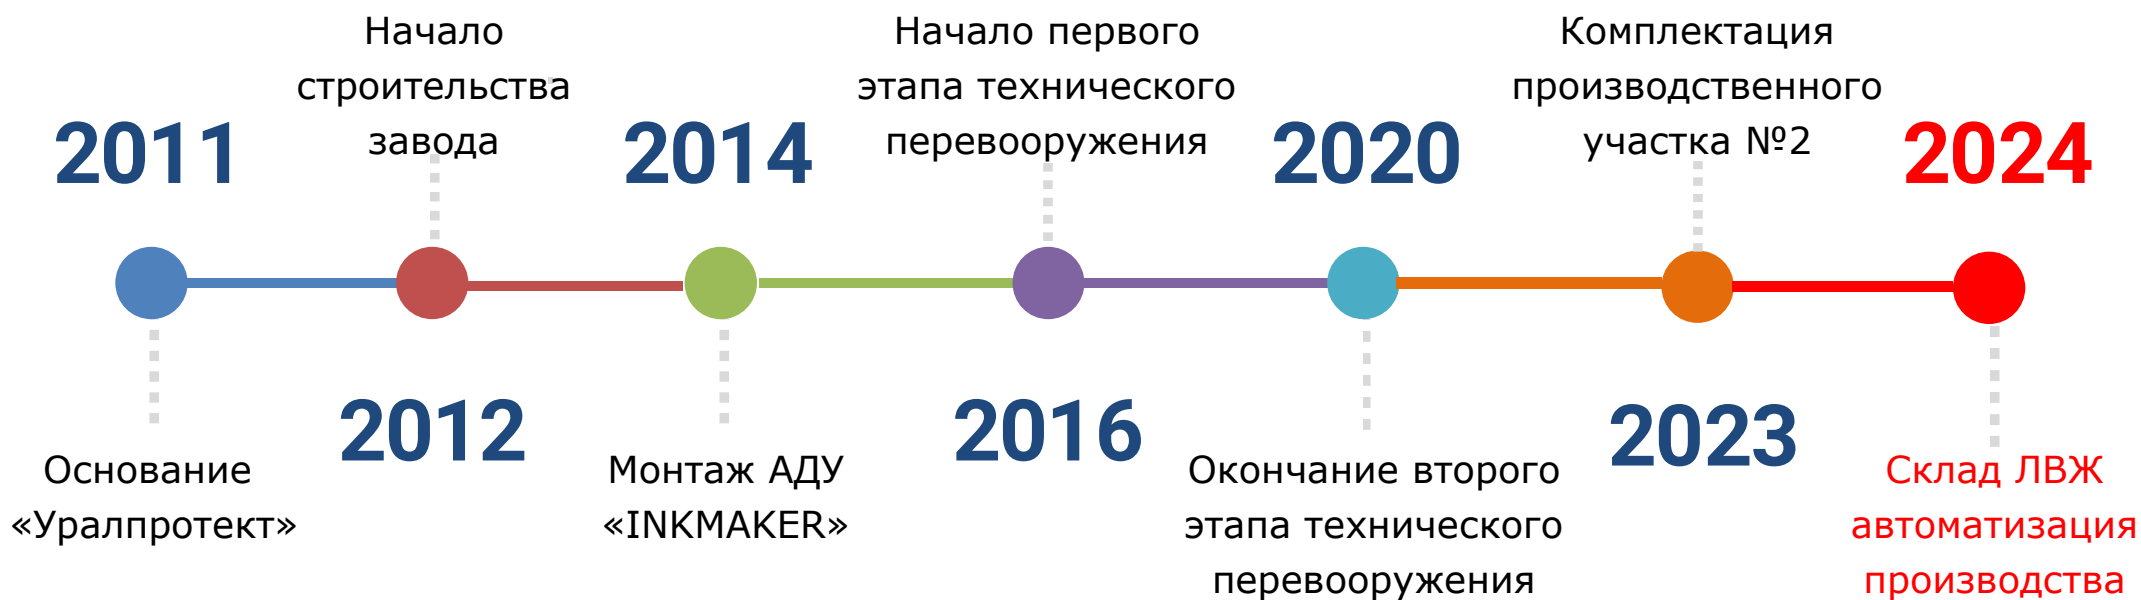 2011
Основание
«Уралпротект»
Начало
строительства
завода
2012
2014
Монтаж АДУ
«INKMAKER»
Начало первого
этапа технического
перевооружения
2016
2020
Окончание второго
этапа технического
перевооружения
Комплектация
производственного
участка №2
2023
2024
Склад ЛВЖ
автоматизация
производства